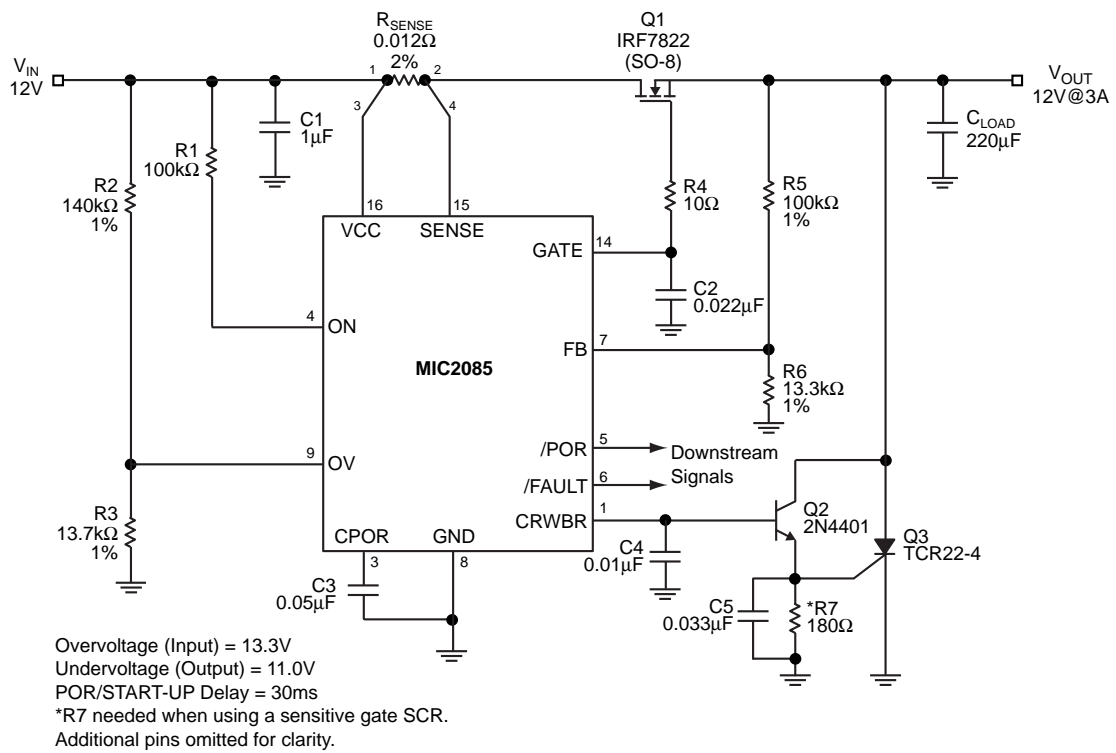 RSENSE
0.012Ω
2%
Q1
IRF7822
(SO-8)
VIN
12V
1
2
3
4
VOUT
12V@3A
C1
1µF
CLOAD
220µF
R1
100kΩ
R2
140kΩ
1%
R4
10Ω
R5
100kΩ
1%
16
15
VCC
SENSE
GATE
14
C2
0.022µF
4
ON
FB
7
MIC2085
R6
13.3kΩ
1%
9
OV
/POR
5
Downstream
Signals
/FAULT
6
CRWBR
1
R3
13.7kΩ
1%
CPOR
GND
3
8
Q2
2N4401
Q3
TCR22-4
C4
0.01µF
C3
0.05µF
C5
0.033µF
*R7
180Ω
Overvoltage (Input) = 13.3V
Undervoltage (Output) = 11.0V
POR/START-UP Delay = 30ms
*R7 needed when using a sensitive gate SCR.
Additional pins omitted for clarity.